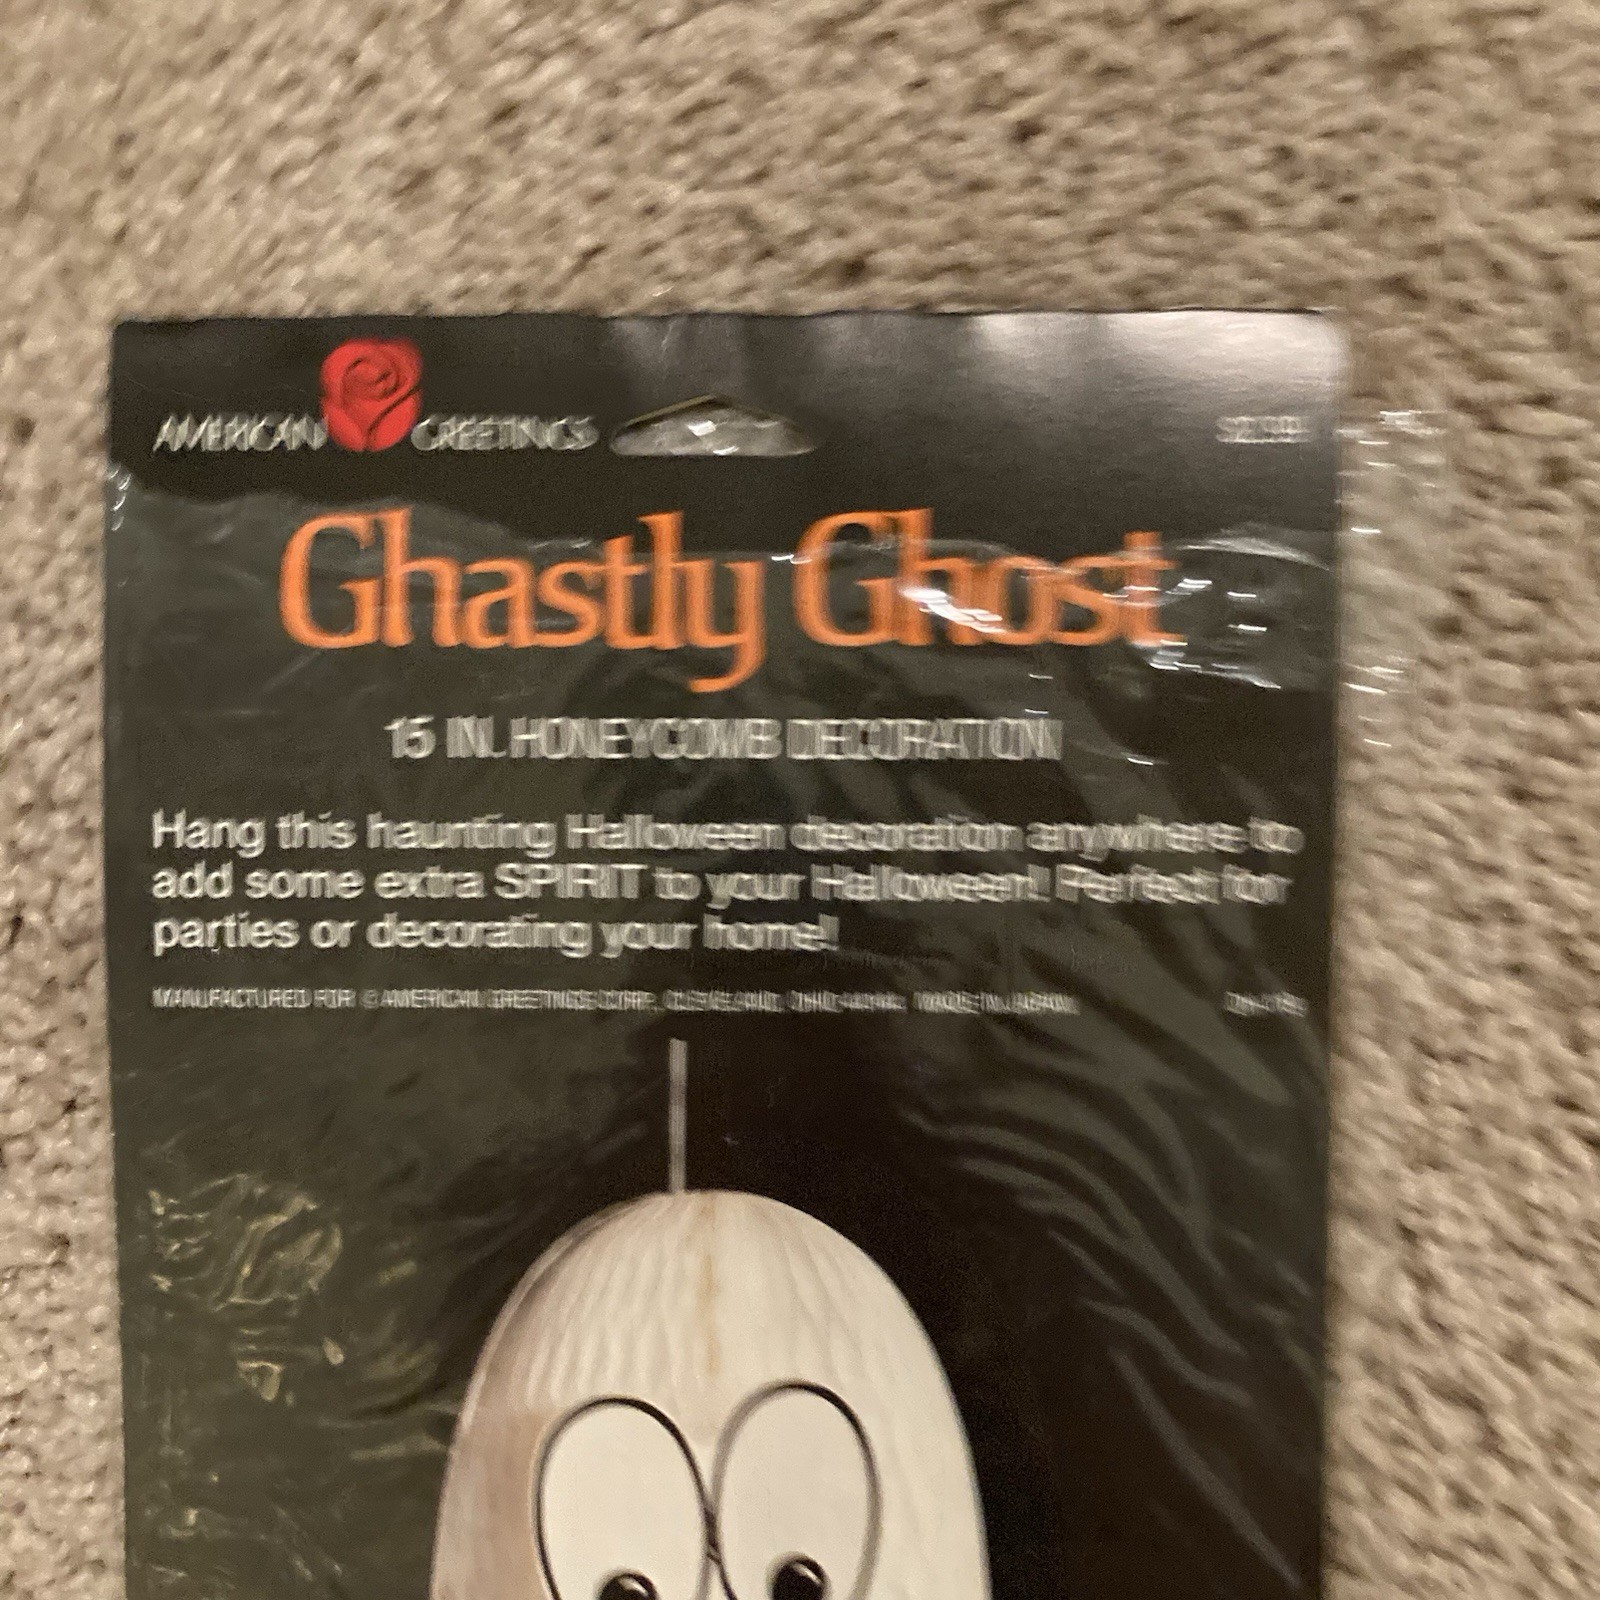 AMERICAN GREETINGS
Ghastly Ghost
15 IN. HONEYCOMB DECORATION
Hang this haunting Halloween decoration anywhere to
add some extra SPIRIT to your Halloween! Perfect for
parties or decorating your home!
MANUFACTURED FOR © AMERICAN GREETINGS CORP., CLEVELAND, OHIO 44144 MADE IN JAPAN